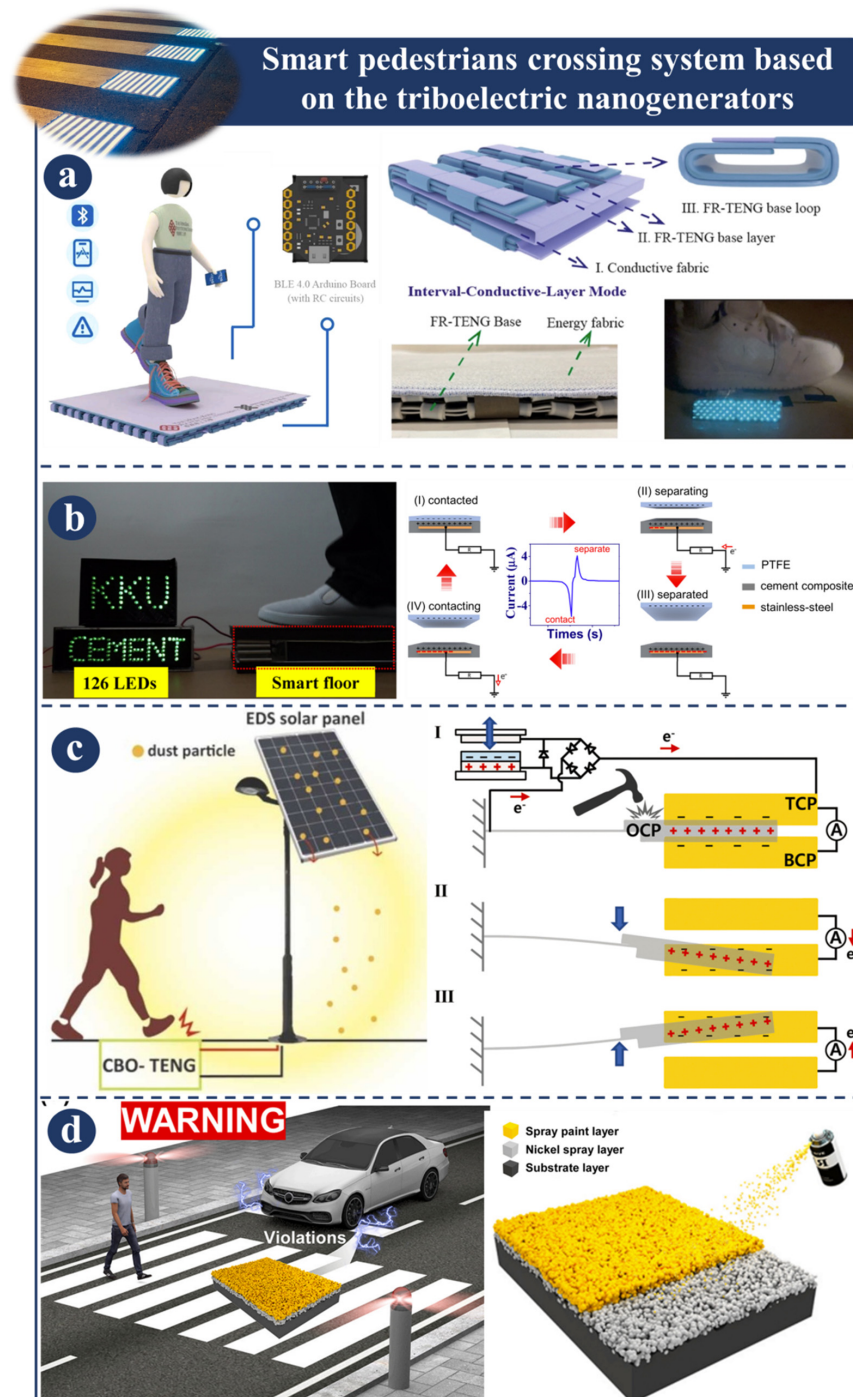 Smart pedestrians crossing system based
on the triboelectric nanogenerators
a
BLE 4.0 Arduino Board
(with RC circuits)
III. FR-TENG base loop
II. FR-TENG base layer
I. Conductive fabric
Interval-Conductive-Layer Mode
FR-TENG Base
Energy fabric
b
KKU
CEMENT
126 LEDs
Smart floor
(I) contacted
(II) separating
R
R
e-
Current (μA)
4
0
-4
separate
contact
Times (s)
PTFE
cement composite
stainless-steel
(IV) contacting
(III) separated
R
e-
R
c
EDS solar panel
dust particle
CBO- TENG
I
e-
e-
OCP
TCP
BCP
A
II
A
e
III
A
e
d
WARNING
Violations
Spray paint layer
Nickel spray layer
Substrate layer